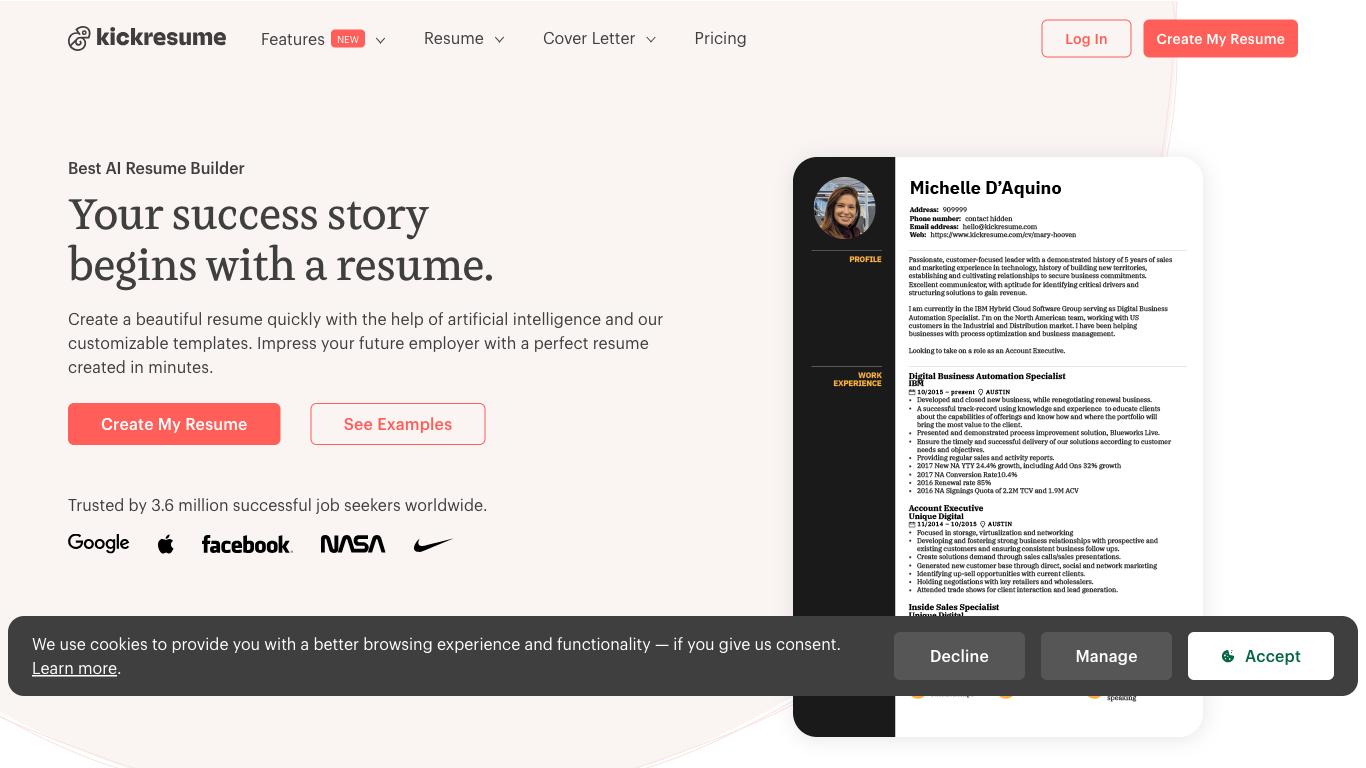 kickresume
Features NEW
Resume
Cover Letter
Pricing
Log In
Create My Resume
Best AI Resume Builder
Your success story
begins with a resume.
Create a beautiful resume quickly with the help of artificial intelligence and our
customizable templates. Impress your future employer with a perfect resume
created in minutes.
Create My Resume
See Examples
Trusted by 3.6 million successful job seekers worldwide.
Google
facebook
NASA
Michelle D'Aquino
Address: 909999
Phone number: contact hidden
Email address: hello@kickresume.com
Web: https://www.kickresume.com/cv/mary-hooven
PROFILE
Passionate, customer-focused leader with a demonstrated history of 5 years of sales
and marketing experience in technology, history of building new territories,
establishing and cultivating relationships to secure business commitments.
Excellent communicator, with aptitude for identifying critical drivers and
structuring solutions to gain revenue.
I am currently in the IBM Hybrid Cloud Software Group serving as Digital Business
Automation Specialist. I'm on the North American team, working with US
customers in the Industrial and Distribution market. I have been helping
businesses with process optimization and business management.
Looking to take on a role as an Account Executive.
WORK
EXPERIENCE
Digital Business Automation Specialist
IBM
10/2015 – present AUSTIN
• Developed and closed new business, while renegotiating renewal business.
• A successful track-record using knowledge and experience to educate clients
about the capabilities of offerings and know how and where the portfolio will
bring the most value to the client.
• Presented and demonstrated process improvement solution, Blueworks Live.
• Ensure the timely and successful delivery of our solutions according to customer
needs and objectives.
• Providing regular sales and activity reports.
• 2017 New NA YTY 24.4% growth, including Add Ons 32% growth
• 2017 NA Conversion Rate10.4%
• 2016 Renewal rate 85%
• 2016 NA Signings Quota of 2.2M TCV and 1.9M ACV
Account Executive
Unique Digital
11/2014 – 10/2015 AUSTIN
• Focused in storage, virtualization and networking
• Developing and fostering strong business relationships with prospective and
existing customers and ensuring consistent business follow ups.
• Create solutions demand through sales calls/sales presentations.
• Generated new customer base through direct, social and network marketing
• Identifying up-sell opportunities with current clients.
• Holding negotiations with key retailers and wholesalers.
• Attended trade shows for client interaction and lead generation.
Inside Sales Specialist
Unique Digital
speaking
We use cookies to provide you with a better browsing experience and functionality — if you give us consent.
Learn more.
Decline
Manage
Accept